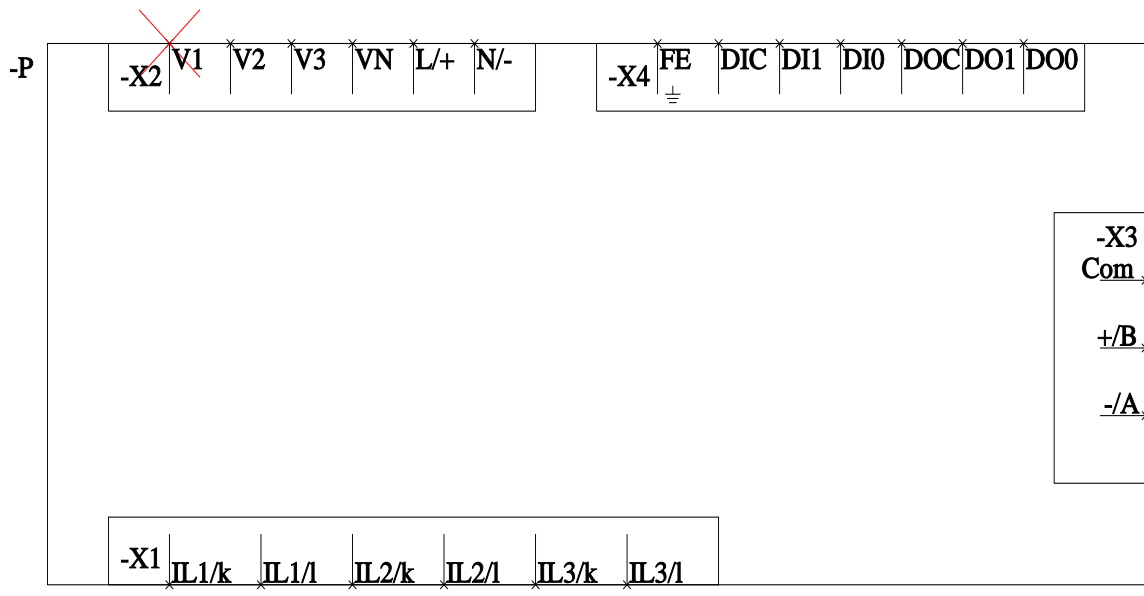 -P
-X2 V1 V2 V3 VN L/+ N/-
-X4 FE DIC DI1 DI0 DOC DO1 DO0
-X3
Com
+/B
-/A
-X1 IL1/k IL1/l IL2/k IL2/l IL3/k IL3/l